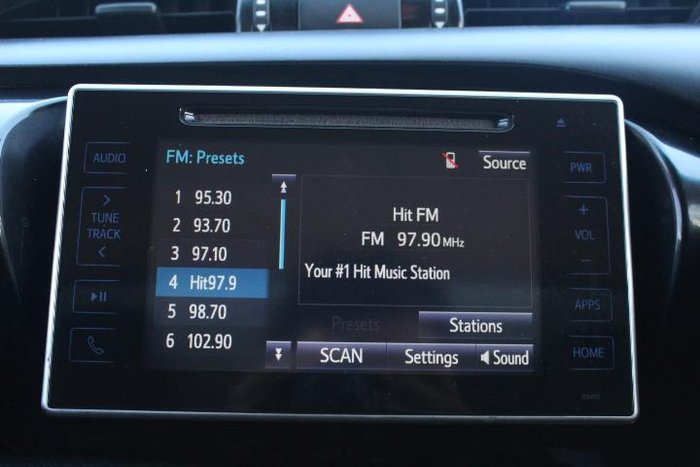 AUDIO
TUNE
TRACK
FM: Presets
Source
1 95.30
2 93.70
3 97.10
4 Hit97.9
5 98.70
6 102.90
Hit FM
FM 97.90 MHz
Your #1 Hit Music Station
Presets
Stations
SCAN
Settings
Sound
PWR
+
VOL
−
APPS
HOME